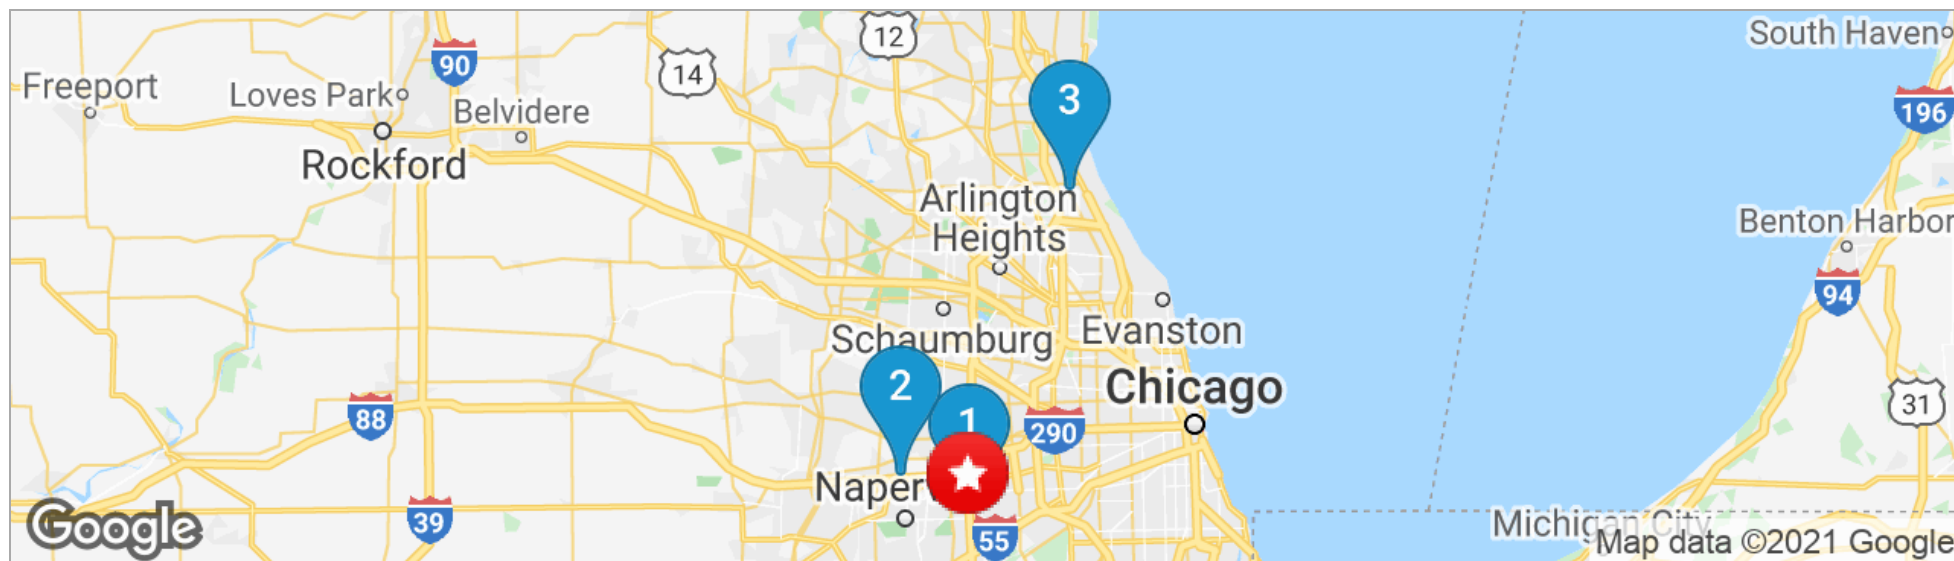 12
South Haven
90
14
Freeport
Loves Park
3
196
Belvidere
Rockford
Arlington
Heights
Benton Harbor
94
Schaumburg
Evanston
2
Chicago
31
88
1
290
Naperv
39
Google
55
Michigan City
Map data ©2021 Google